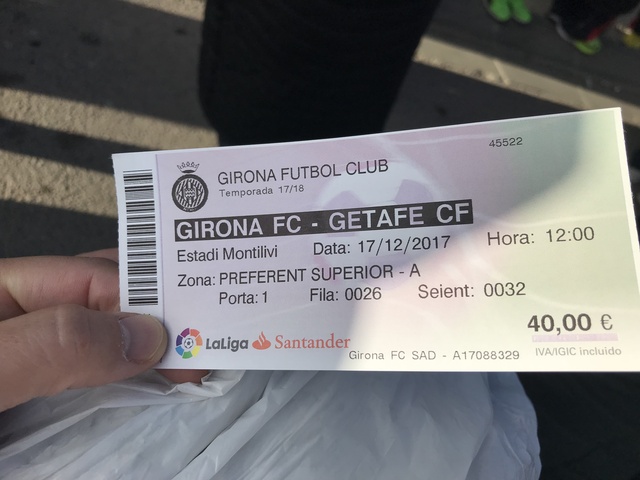 45522
GIRONA FUTBOL CLUB
Temporada 17/18
GIRONA FC - GETAFE CF
Estadi Montilivi Data: 17/12/2017 Hora: 12:00
Zona: PREFERENT SUPERIOR - A
Porta: 1 Fila: 0026 Seient: 0032
40,00 €
LaLiga Santander
IVA/IGIC incluido
Girona FC SAD - A17088329